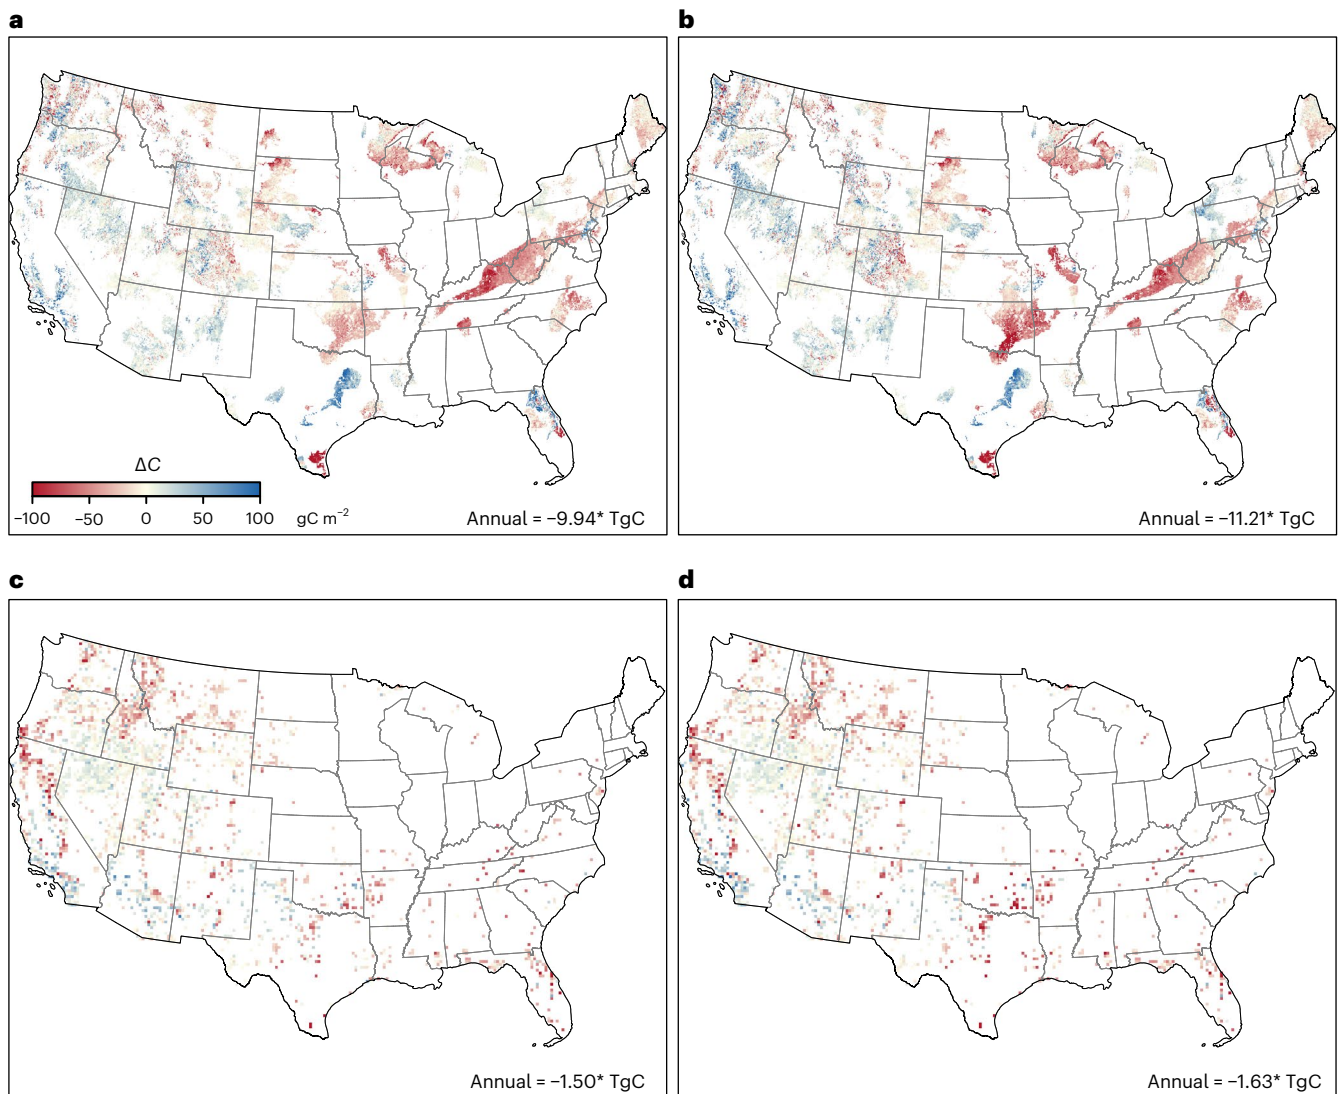 a
b
ΔC
−100 −50 0 50 100 gC m⁻²
Annual = −9.94* TgC
Annual = −11.21* TgC
c
d
Annual = −1.50* TgC
Annual = −1.63* TgC